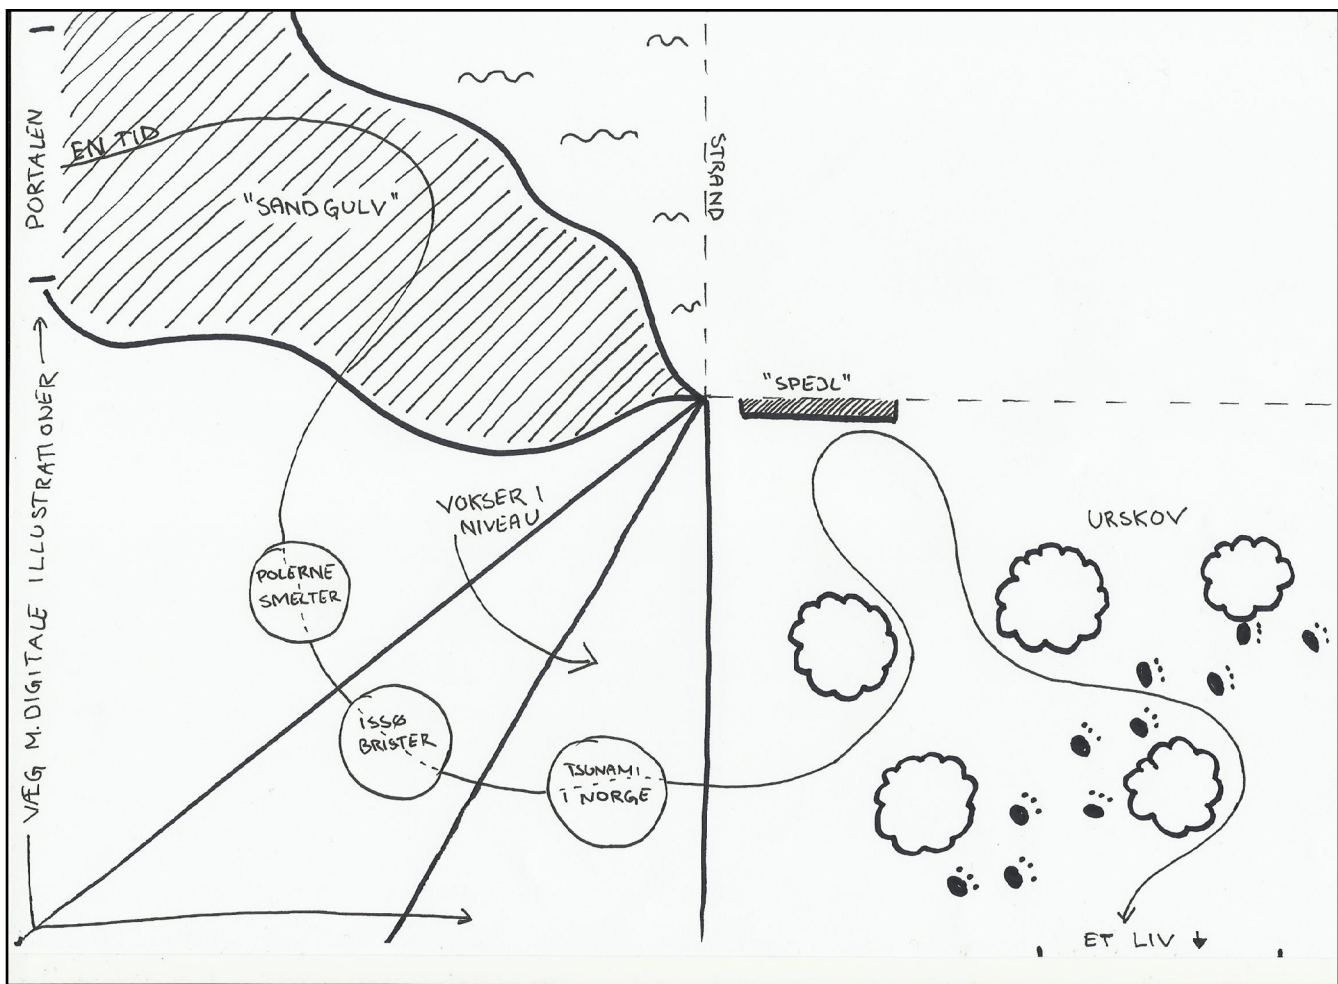 PORTALEN
EN TID
"SANDGULV"
STRAND
"SPEJL"
VÆG M. DIGITALE ILLUSTRATIONER
VOKSER I
NIVEAU
URSKOV
POLERNE
SMELTER
ISSØ
BRISTER
TSUNAMI
I NORGE
ET LIV